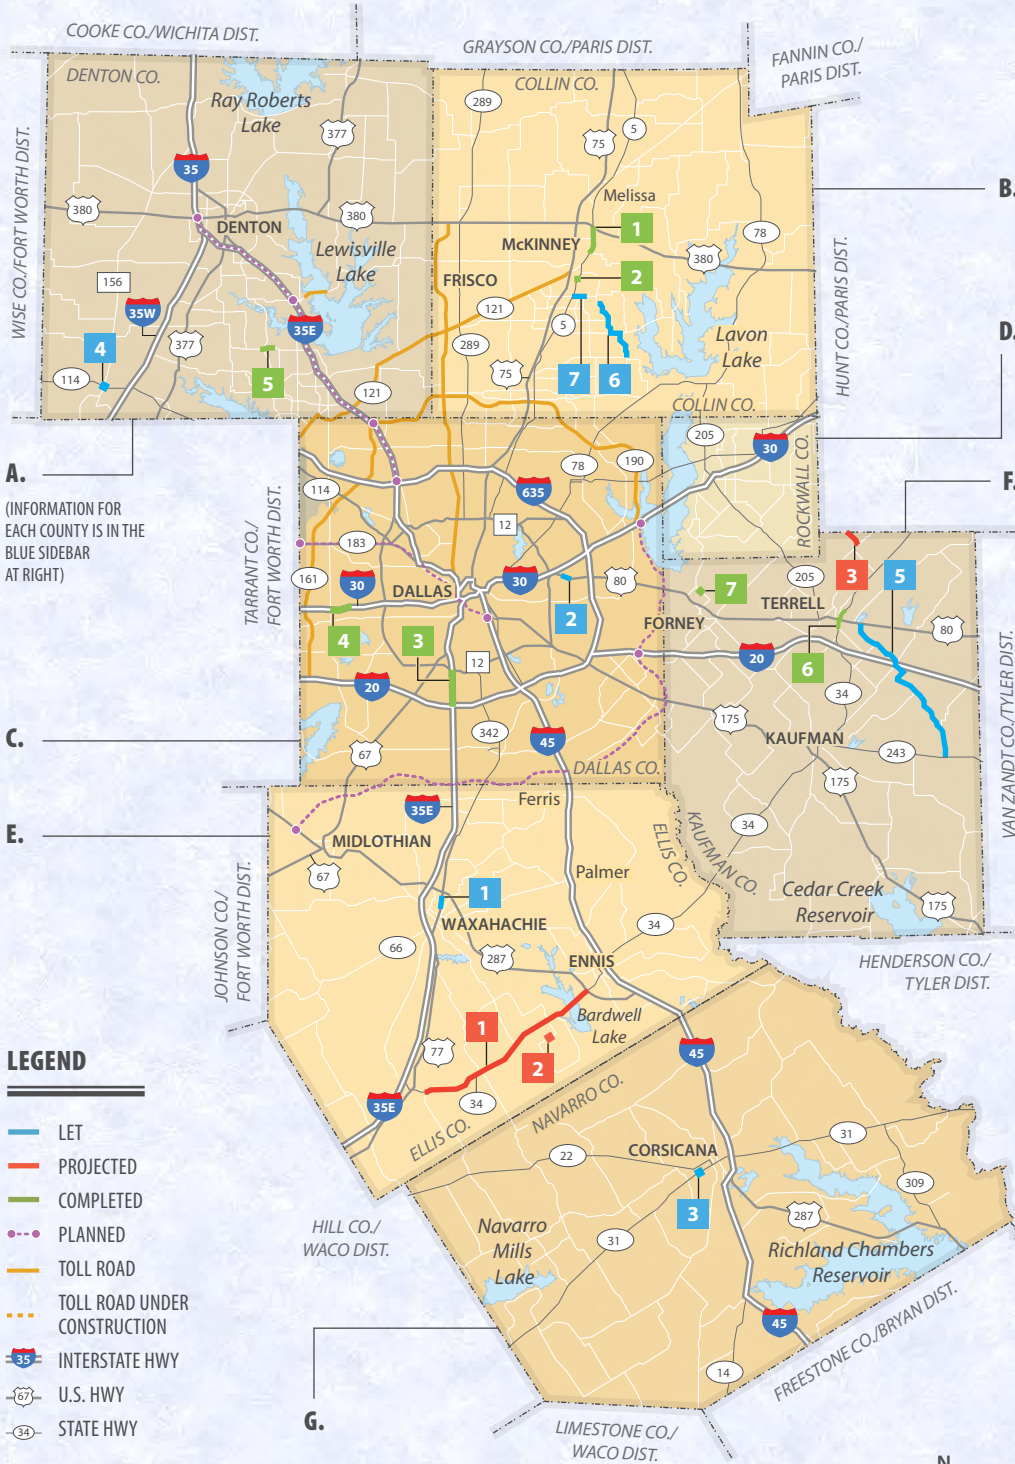 COOKE CO./WICHITA DIST.
GRAYSON CO./PARIS DIST.
FANNIN CO./
PARIS DIST.
DENTON CO.
COLLIN CO.
Ray Roberts
Lake
289
377
75
5
WISE CO./FORT WORTH DIST.
35
Melissa
B.
380
DENTON
380
1
78
McKINNEY
380
Lewisville
Lake
FRISCO
2
156
35W
121
HUNT CO./PARIS DIST.
35E
5
Lavon
Lake
D.
4
377
289
114
5
75
7
6
121
COLLIN CO.
205
30
ROCKWALL CO.
A.
(INFORMATION FOR
EACH COUNTY IS IN THE
BLUE SIDEBAR
AT RIGHT)
78
190
F.
114
635
TARRANT CO./
FORT WORTH DIST.
12
183
161
30
DALLAS
30
80
205
3
5
7
TERRELL
2
FORNEY
80
4
3
12
20
6
20
34
VAN ZANDT CO./TYLER DIST.
C.
342
45
175
KAUFMAN
243
67
DALLAS CO.
175
35E
Ferris
E.
MIDLOTHIAN
ELLIS CO.
KAUFMAN CO.
34
67
Palmer
Cedar Creek
Reservoir
175
1
WAXAHACHIE
34
JOHNSON CO./
FORT WORTH DIST.
66
287
ENNIS
HENDERSON CO./
TYLER DIST.
Bardwell
Lake
1
77
2
45
35E
34
NAVARRO CO.
ELLIS CO.
LEGEND
LET
PROJECTED
COMPLETED
PLANNED
TOLL ROAD
TOLL ROAD UNDER
CONSTRUCTION
35
INTERSTATE HWY
67
U.S. HWY
34
STATE HWY
22
CORSICANA
31
309
3
HILL CO./
WACO DIST.
Navarro
Mills
Lake
31
287
Richland Chambers
Reservoir
45
14
FREESTONE CO./BRYAN DIST.
G.
LIMESTONE CO./
WACO DIST.
N